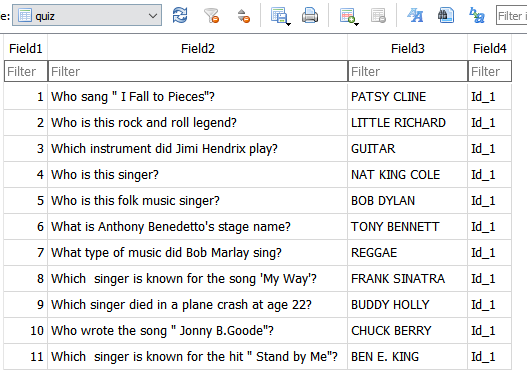 e: quiz Filter i
Field1 Field2 Field3 Field4
Filter Filter Filter Filter
1 Who sang " I Fall to Pieces"? PATSY CLINE Id_1
2 Who is this rock and roll legend? LITTLE RICHARD Id_1
3 Which instrument did Jimi Hendrix play? GUITAR Id_1
4 Who is this singer? NAT KING COLE Id_1
5 Who is this folk music singer? BOB DYLAN Id_1
6 What is Anthony Benedetto's stage name? TONY BENNETT Id_1
7 What type of music did Bob Marlay sing? REGGAE Id_1
8 Which  singer is known for the song 'My Way'? FRANK SINATRA Id_1
9 Which singer died in a plane crash at age 22? BUDDY HOLLY Id_1
10 Who wrote the song " Jonny B.Goode"? CHUCK BERRY Id_1
11 Which  singer is known for the hit " Stand by Me"? BEN E. KING Id_1